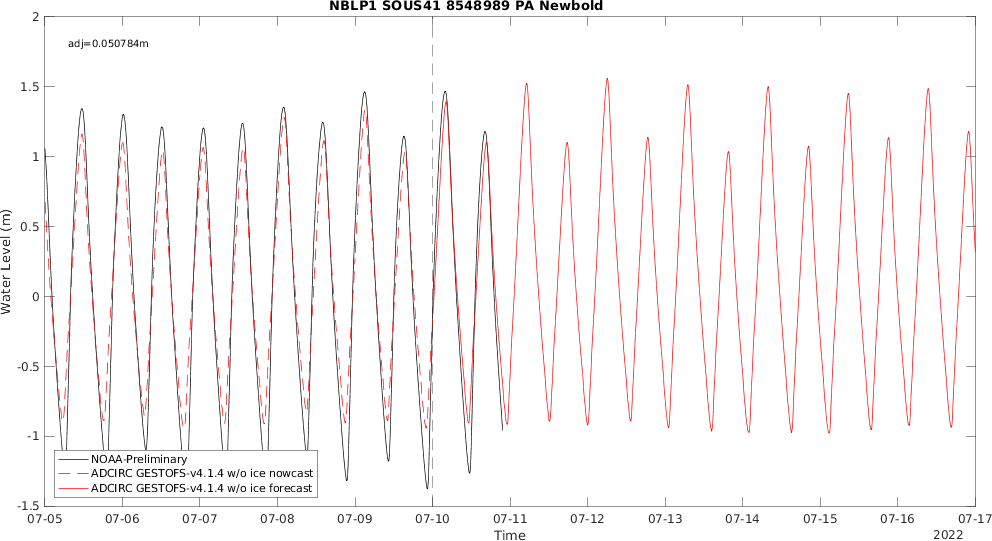 NBLP1 SOUS41 8548989 PA Newbold
adj=0.050784m
Water Level (m)
2
1.5
1
0.5
0
-0.5
-1
-1.5
NOAA-Preliminary
ADCIRC GESTOFS-v4.1.4 w/o ice nowcast
ADCIRC GESTOFS-v4.1.4 w/o ice forecast
07-05 07-06 07-07 07-08 07-09 07-10 07-11 07-12 07-13 07-14 07-15 07-16 07-17
Time
2022